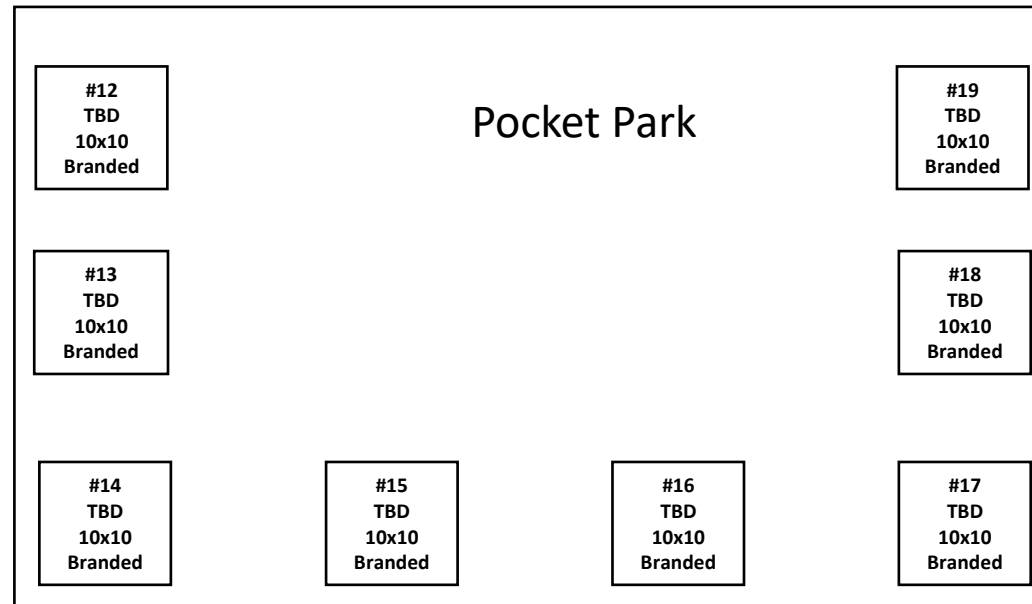 Pocket Park
#12
TBD
10x10
Branded
#19
TBD
10x10
Branded
#13
TBD
10x10
Branded
#18
TBD
10x10
Branded
#14
TBD
10x10
Branded
#15
TBD
10x10
Branded
#16
TBD
10x10
Branded
#17
TBD
10x10
Branded